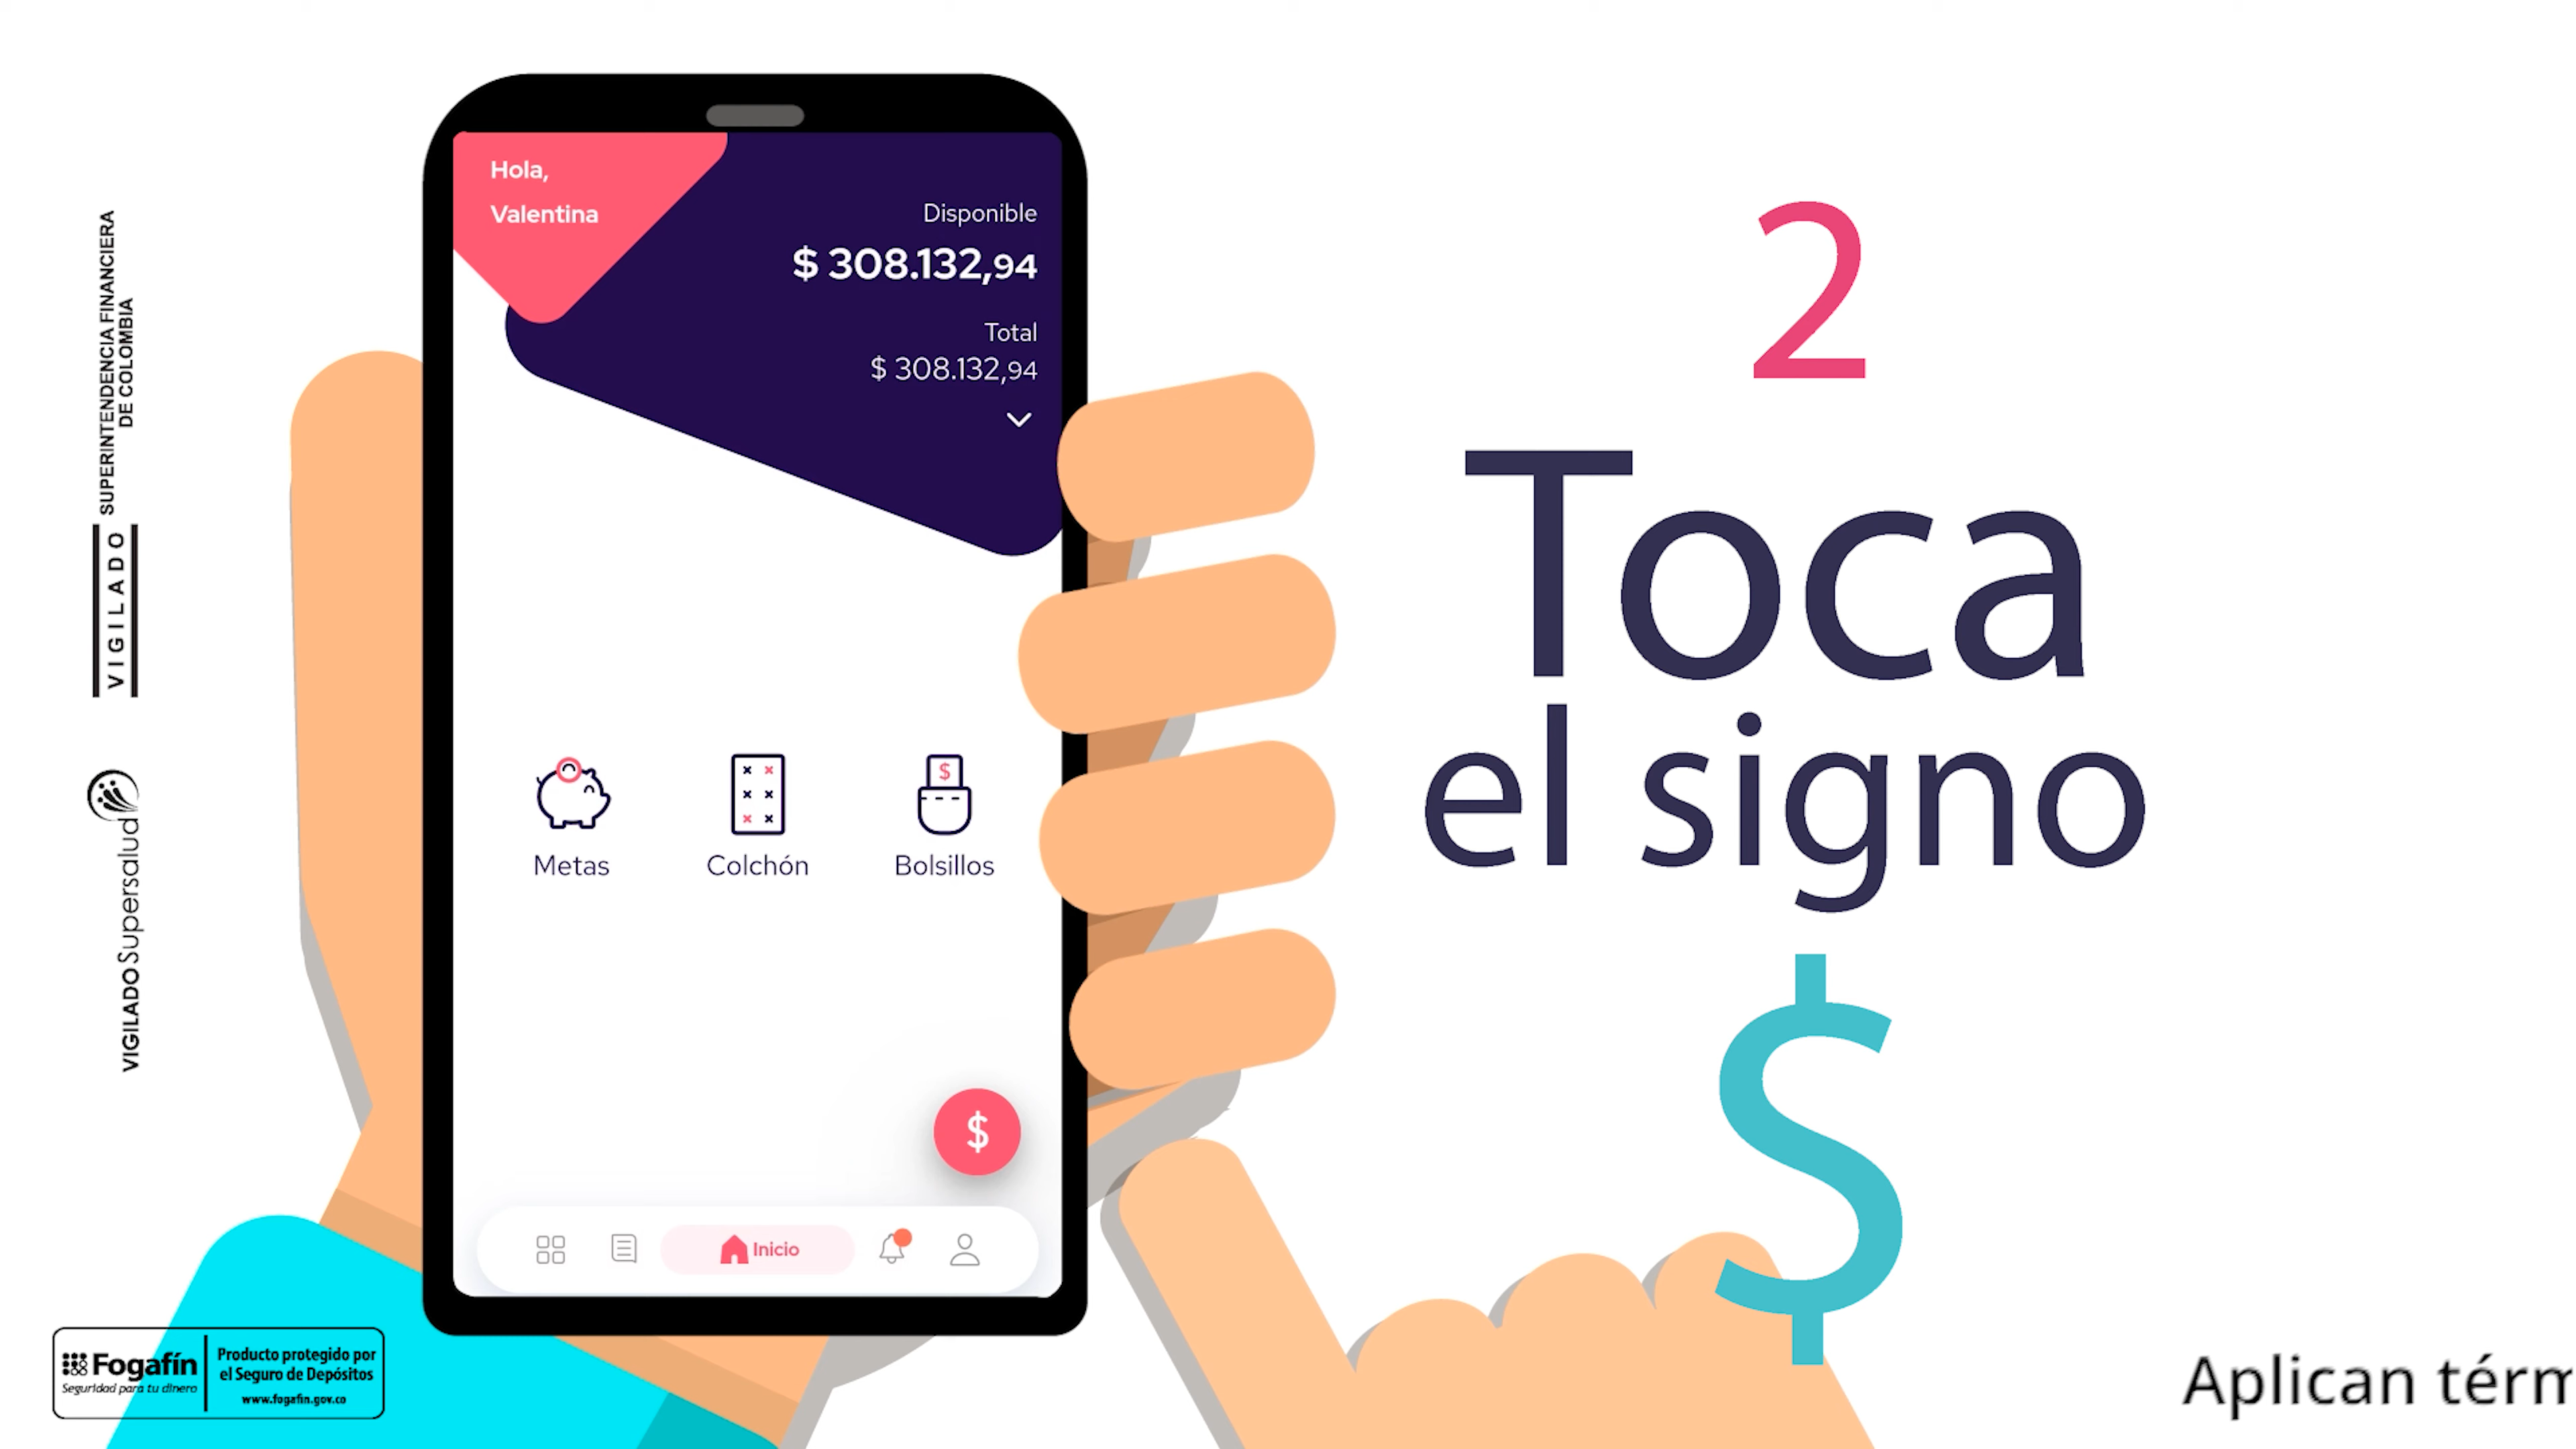 SUPERINTENDENCIA FINANCIERA
DE COLOMBIA
VIGILADO
VIGILADO Supersalud
Hola,
Valentina
Disponible
$ 308.132,94
Total
$ 308.132,94
$
Metas
Colchón
Bolsillos
$
Inicio
2
Toca
el signo
$
Fogafín
Seguridad para tu dinero
Producto protegido por
el Seguro de Depósitos
www.fogafin.gov.co
Aplican térm